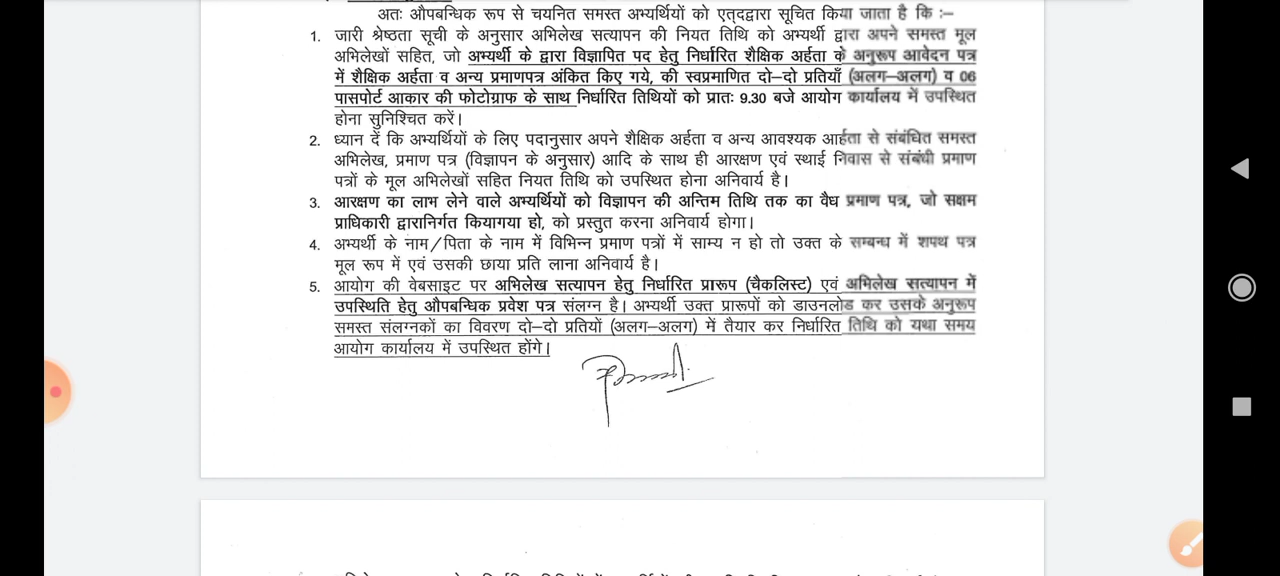 अतः औपबन्धिक रूप से चयनित समस्त अभ्यर्थियों को एतद्द्वारा सूचित किया जाता है कि :–
1. जारी श्रेष्ठता सूची के अनुसार अभिलेख सत्यापन की नियत तिथि को अभ्यर्थी द्वारा अपने समस्त मूल
अभिलेखों सहित, जो अभ्यर्थी के द्वारा विज्ञापित पद हेतु निर्धारित शैक्षिक अर्हता के अनुरूप आवेदन पत्र
में शैक्षिक अर्हता व अन्य प्रमाणपत्र अंकित किए गये, की स्वप्रमाणित दो–दो प्रतियाँ (अलग–अलग) व 06
पासपोर्ट आकार की फोटोग्राफ के साथ निर्धारित तिथियों को प्रातः 9.30 बजे आयोग कार्यालय में उपस्थित
होना सुनिश्चित करें।
2. ध्यान दें कि अभ्यर्थियों के लिए पदानुसार अपने शैक्षिक अर्हता व अन्य आवश्यक आर्हता से संबंधित समस्त
अभिलेख, प्रमाण पत्र (विज्ञापन के अनुसार) आदि के साथ ही आरक्षण एवं स्थाई निवास से संबंधी प्रमाण
पत्रों के मूल अभिलेखों सहित नियत तिथि को उपस्थित होना अनिवार्य है।
3. आरक्षण का लाभ लेने वाले अभ्यर्थियों को विज्ञापन की अन्तिम तिथि तक का वैध प्रमाण पत्र, जो सक्षम
प्राधिकारी द्वारानिर्गत कियागया हो, को प्रस्तुत करना अनिवार्य होगा।
4. अभ्यर्थी के नाम/पिता के नाम में विभिन्न प्रमाण पत्रों में साम्य न हो तो उक्त के सम्बन्ध में शपथ पत्र
मूल रूप में एवं उसकी छाया प्रति लाना अनिवार्य है।
5. आयोग की वेबसाइट पर अभिलेख सत्यापन हेतु निर्धारित प्रारूप (चैकलिस्ट) एवं अभिलेख सत्यापन में
उपस्थिति हेतु औपबन्धिक प्रवेश पत्र संलग्न है। अभ्यर्थी उक्त प्रारूपों को डाउनलोड कर उसके अनुरूप
समस्त संलग्नकों का विवरण दो–दो प्रतियों (अलग–अलग) में तैयार कर निर्धारित तिथि को यथा समय
आयोग कार्यालय में उपस्थित होंगे।